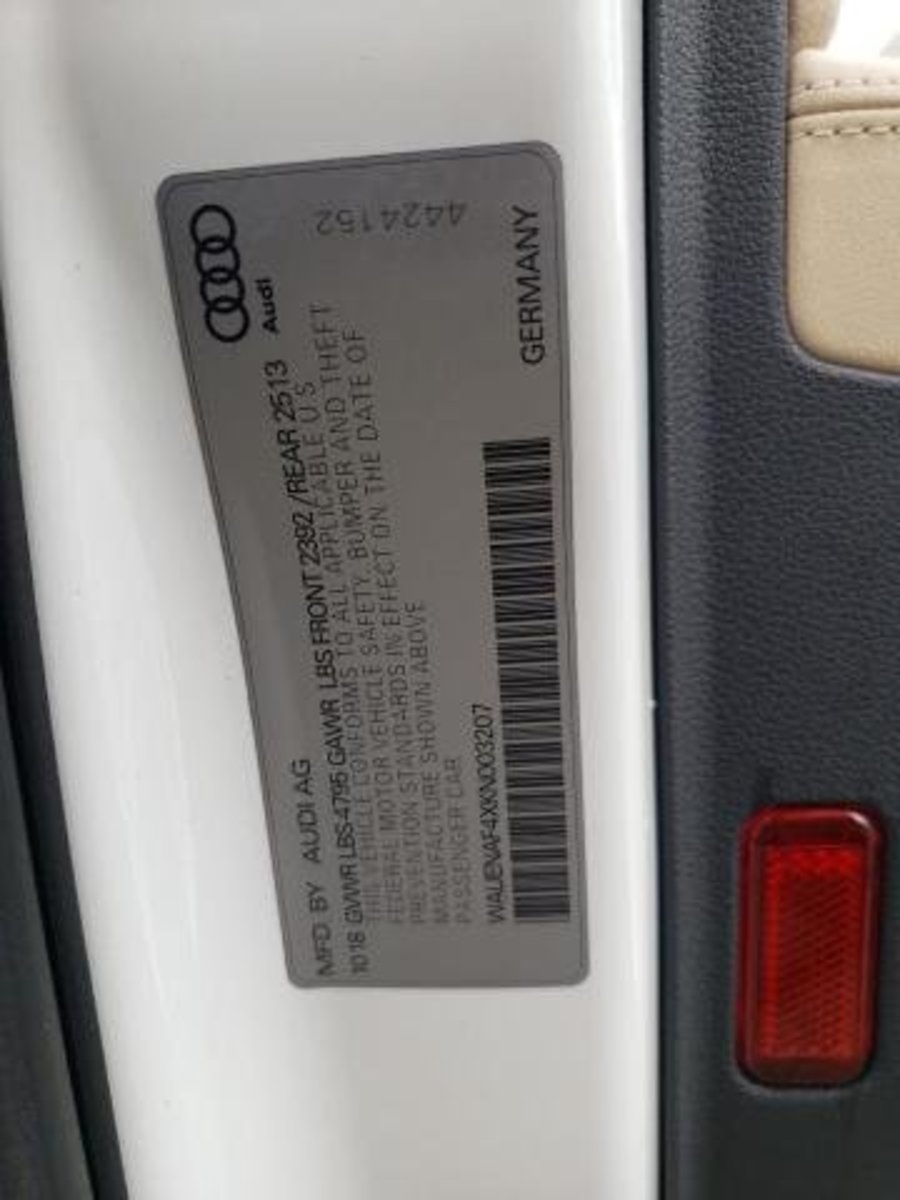 Audi
MFD BY AUDI AG
10/18 GVWR LBS 4795 GAWR LBS FRONT 2392 /REAR 2513
THIS VEHICLE CONFORMS TO ALL APPLICABLE U S
FEDERAL MOTOR VEHICLE SAFETY, BUMPER AND THEFT
PREVENTION STANDARDS IN EFFECT ON THE DATE OF
MANUFACTURE SHOWN ABOVE
PASSENGER CAR
WAUENAF4XKN003207
GERMANY
4424152